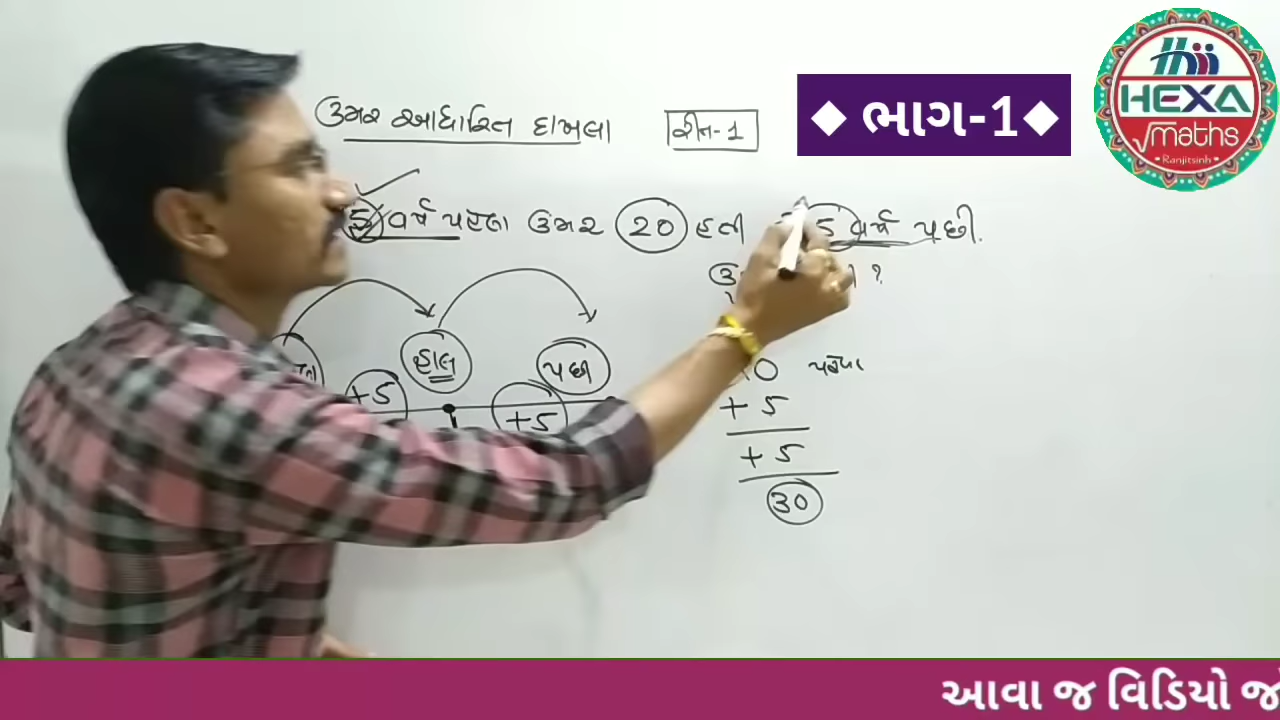 ઉંમર આધારિત દાખલા રીત-1
◆ ભાગ-1◆
HEXA
√maths
Ranjitsinh
5 વર્ષ પહેલા ઉંમર 20 હતી 5 વર્ષ પછી.
?
હાલ પછી
+5 +5
0 પહેલા
+ 5
+ 5
30
આવા જ વિડિયો